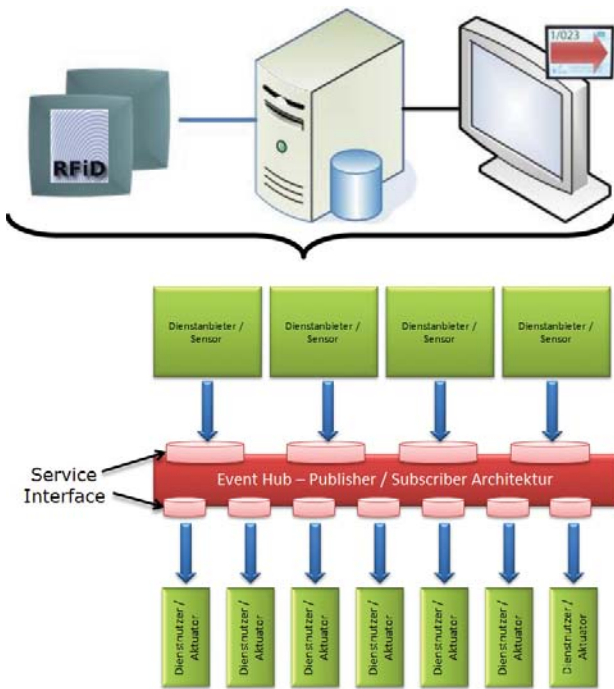 1/023
RFiD
Dienstanbieter /
Sensor
Dienstanbieter /
Sensor
Dienstanbieter /
Sensor
Dienstanbieter /
Sensor
Service
Interface
Event Hub – Publisher / Subscriber Architektur
Dienstnutzer /
Aktuator
Dienstnutzer /
Aktuator
Dienstnutzer /
Aktuator
Dienstnutzer /
Aktuator
Dienstnutzer /
Aktuator
Dienstnutzer /
Aktuator
Dienstnutzer /
Aktuator